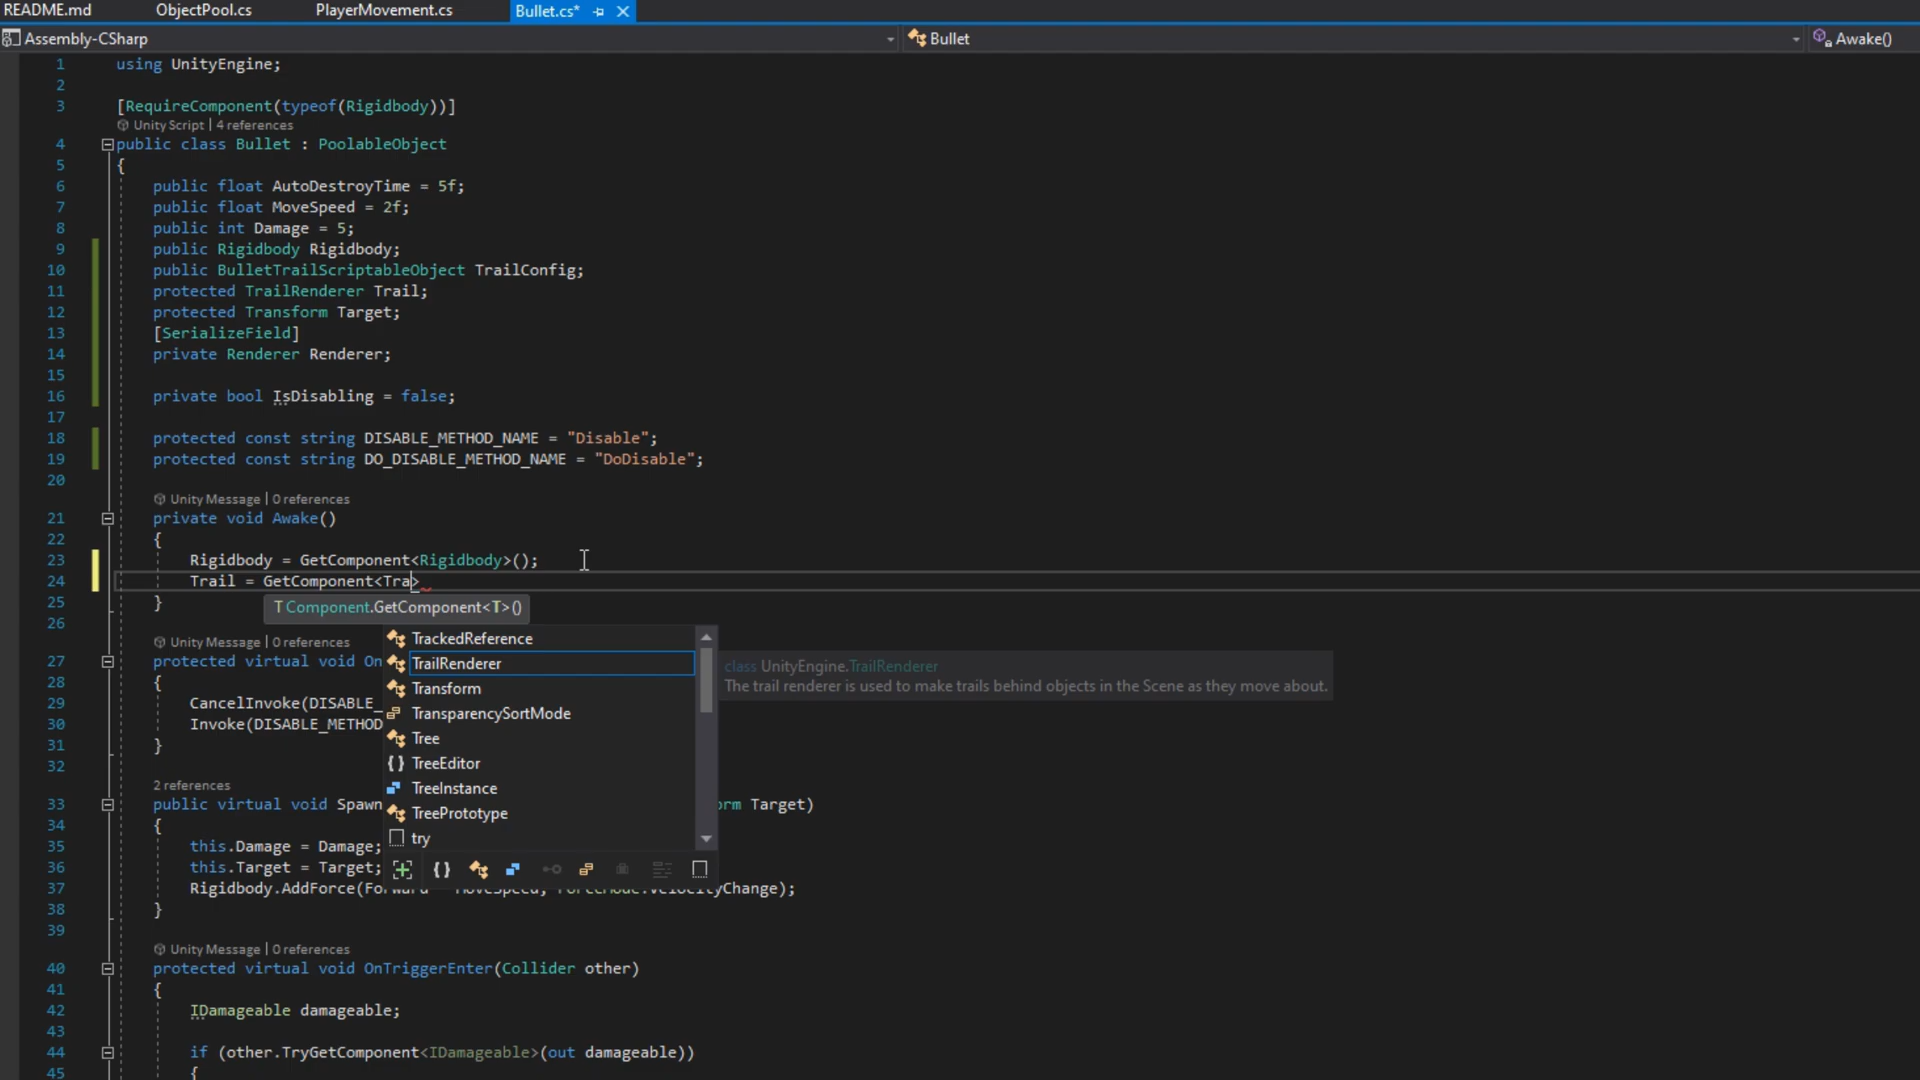 README.md ObjectPool.cs PlayerMovement.cs Bullet.cs*
Assembly-CSharp Bullet Awake()
1 using UnityEngine;
2
3 [RequireComponent(typeof(Rigidbody))]
Unity Script | 4 references
4 public class Bullet : PoolableObject
5 {
6 public float AutoDestroyTime = 5f;
7 public float MoveSpeed = 2f;
8 public int Damage = 5;
9 public Rigidbody Rigidbody;
10 public BulletTrailScriptableObject TrailConfig;
11 protected TrailRenderer Trail;
12 protected Transform Target;
13 [SerializeField]
14 private Renderer Renderer;
15
16 private bool IsDisabling = false;
17
18 protected const string DISABLE_METHOD_NAME = "Disable";
19 protected const string DO_DISABLE_METHOD_NAME = "DoDisable";
20
Unity Message | 0 references
21 private void Awake()
22 {
23 Rigidbody = GetComponent<Rigidbody>();
24 Trail = GetComponent<Tra>
25 }
T Component.GetComponent<T>()
26
Unity Message | 0 references
TrackedReference
27 protected virtual void On
TrailRenderer
class UnityEngine.TrailRenderer
The trail renderer is used to make trails behind objects in the Scene as they move about.
28 {
Transform
29 CancelInvoke(DISABLE_
TransparencySortMode
30 Invoke(DISABLE_METHOD
Tree
31 }
32
TreeEditor
2 references
TreeInstance
33 public virtual void Spawn
TreePrototype
rm Target)
34 {
try
35 this.Damage = Damage;
36 this.Target = Target;
37 Rigidbody.AddForce(Forward MoveSpeed, ForceMode.VelocityChange);
38 }
39
Unity Message | 0 references
40 protected virtual void OnTriggerEnter(Collider other)
41 {
42 IDamageable damageable;
43
44 if (other.TryGetComponent<IDamageable>(out damageable))
45 {